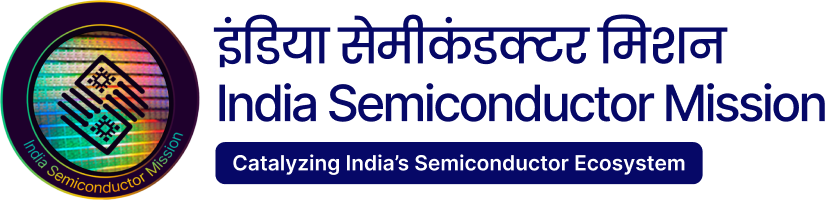 India Semiconductor Mission
इंडिया सेमीकंडक्टर मिशन
India Semiconductor Mission
Catalyzing India's Semiconductor Ecosystem